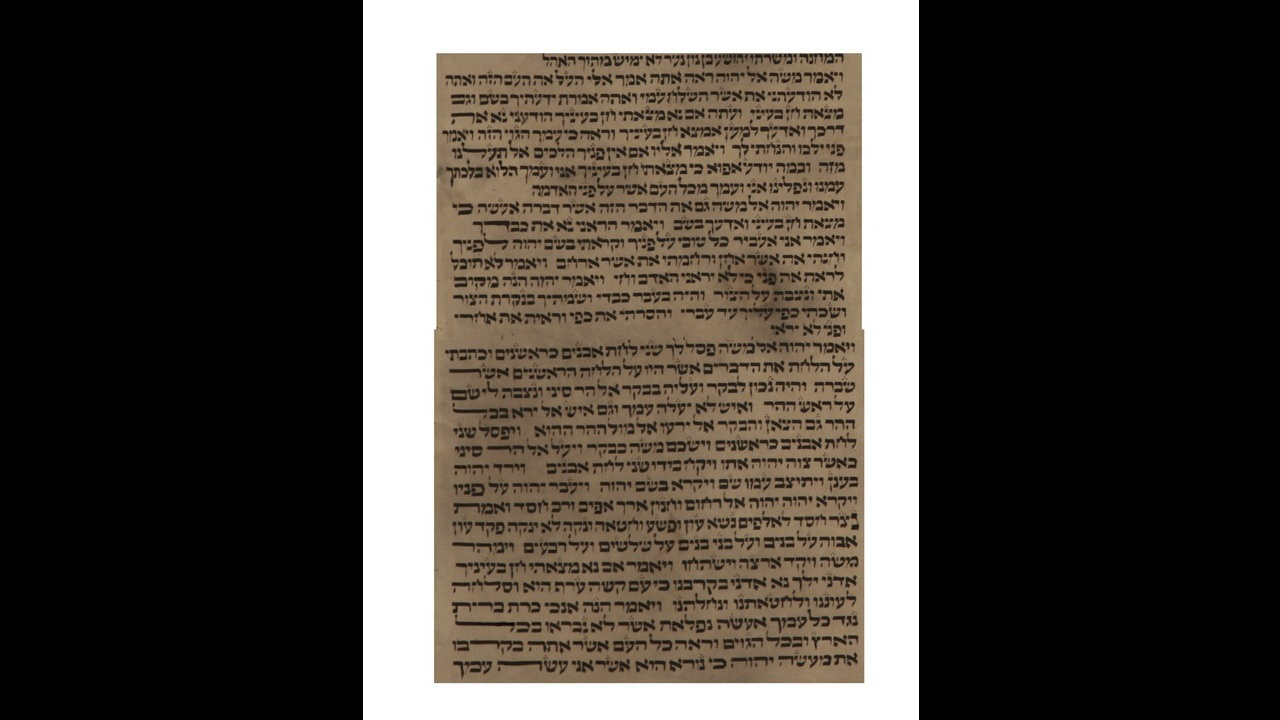 המחנה ומשרתו יהושע בן נון נער לא ימיש מתוך האהל
ויאמר משה אל יהוה ראה אתה אמר אלי העל את העם הזה ואתה
לא הודעתני את אשר תשלח עמי ואתה אמרת ידעתיך בשם וגם
מצאת חן בעיני ועתה אם נא מצאתי חן בעיניך הודעני נא את
דרכך ואדעך למען אמצא חן בעיניך וראה כי עמך הגוי הזה ויאמר
פני ילכו והנחתי לך ויאמר אליו אם אין פניך הלכים אל תעלנו
מזה ובמה יודע אפוא כי מצאתי חן בעיניך אני ועמך הלוא בלכתך
עמנו ונפלינו אני ועמך מכל העם אשר על פני האדמה
ויאמר יהוה אל משה גם את הדבר הזה אשר דברת אעשה כי
מצאת חן בעיני ואדעך בשם ויאמר הראני נא את כבדך
ויאמר אני אעביר כל טובי על פניך וקראתי בשם יהוה לפניך
וחנתי את אשר אחן ורחמתי את אשר ארחם ויאמר לא תוכל
לראת את פני כי לא יראני האדם וחי ויאמר יהוה הנה מקום
אתי ונצבת על הצור והיה בעבר כבדי ושמתיך בנקרת הצור
ושכתי כפי עליך עד עברי והסרתי את כפי וראית את אחרי
ופני לא יראו
ויאמר יהוה אל משה פסל לך שני לחת אבנים כראשנים וכתבתי
על הלחת את הדברים אשר היו על הלחת הראשנים אשר
שברת והיה נכון לבקר ועלית בבקר אל הר סיני ונצבת לי שם
על ראש ההר ואיש לא יעלה עמך וגם איש אל ירא בכל
ההר גם הצאן והבקר אל ירעו אל מול ההר ההוא ויפסל שני
לחת אבנים כראשנים וישכם משה בבקר ויעל אל הר סיני
כאשר צוה יהוה אתו ויקח בידו שני לחת אבנים וירד יהוה
בענן ויתיצב עמו שם ויקרא בשם יהוה ויעבר יהוה על פניו
ויקרא יהוה יהוה אל רחום וחנון ארך אפים ורב חסד ואמת
נצר חסד לאלפים נשא עון ופשע וחטאה ונקה לא ינקה פקד עון
אבות על בנים ועל בני בנים על שלשים ועל רבעים וימהר
משה ויקד ארצה וישתחו ויאמר אם נא מצאתי חן בעיניך
אדני ילך נא אדני בקרבנו כי עם קשה ערף הוא וסלחת
לעוננו ולחטאתנו ונחלתנו ויאמר הנה אנכי כרת ברית
נגד כל עמך אעשה נפלאת אשר לא נבראו בכל
הארץ ובכל הגוים וראה כל העם אשר אתה בקרבו
את מעשה יהוה כי נורא הוא אשר אני עשה עמך